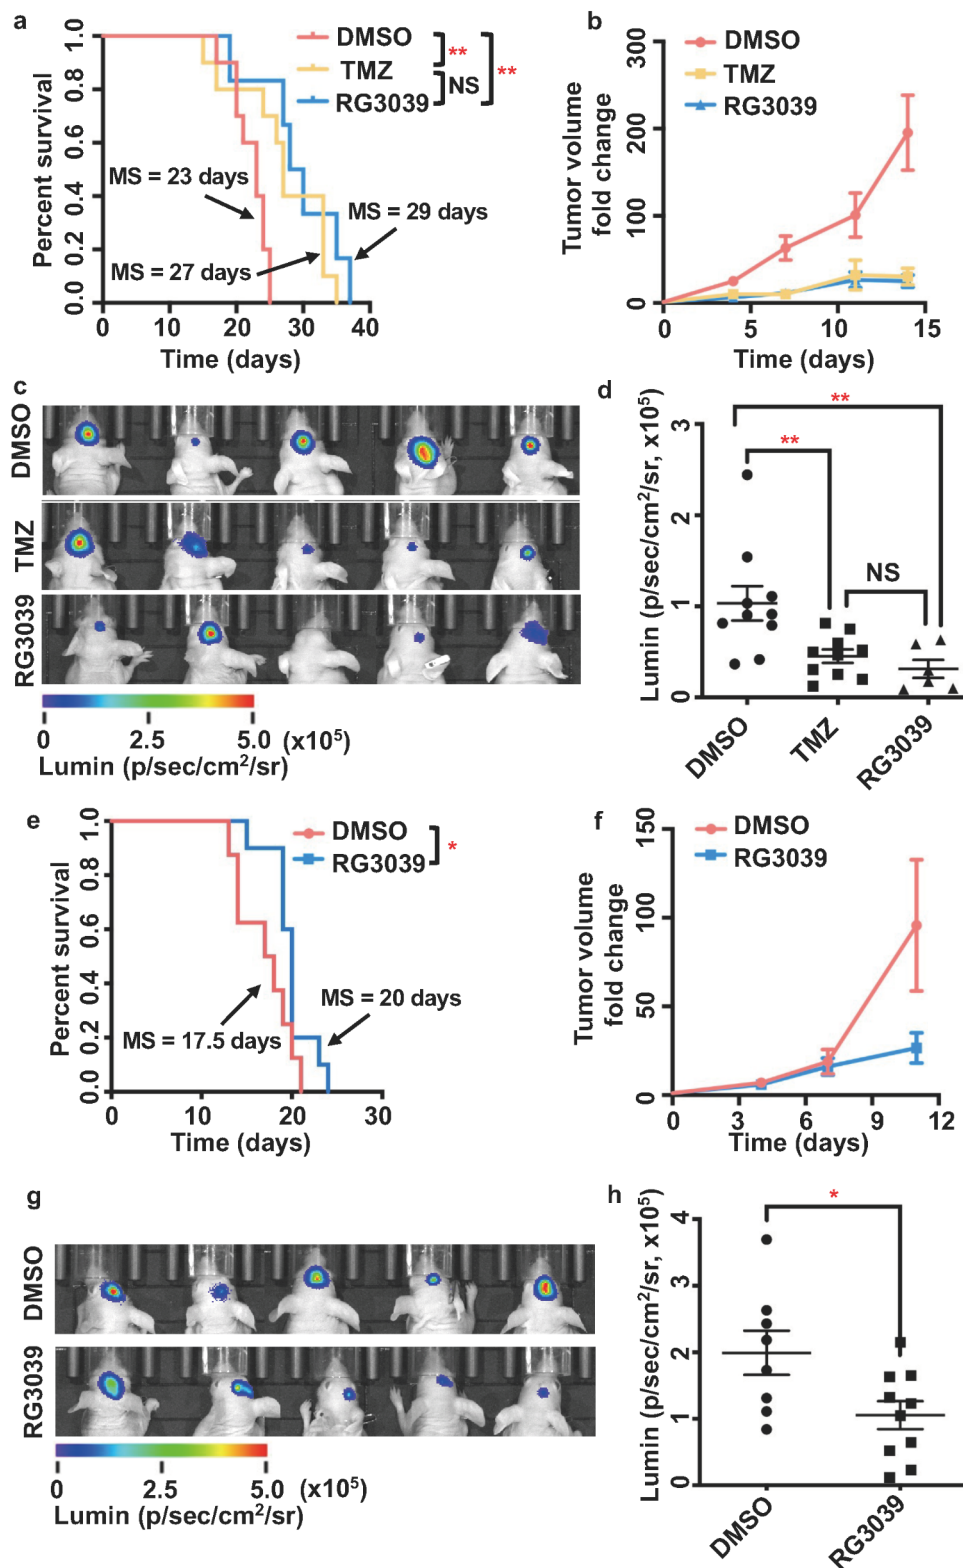 a
DMSO
TMZ
RG3039
**
NS
**
MS = 23 days
MS = 29 days
MS = 27 days
Percent survival
1.0
0.8
0.6
0.4
0.2
0.0
0 10 20 30 40
Time (days)
b
DMSO
TMZ
RG3039
Tumor volume
fold change
300
200
100
0
0 5 10 15
Time (days)
c
DMSO
TMZ
RG3039
0 2.5 5.0 (x10⁵)
Lumin (p/sec/cm²/sr)
d
**
**
NS
Lumin (p/sec/cm²/sr, x10⁵)
3
2
1
0
DMSO
TMZ
RG3039
e
DMSO
RG3039
*
MS = 20 days
MS = 17.5 days
Percent survival
1.0
0.8
0.6
0.4
0.2
0.0
0 10 20 30
Time (days)
f
DMSO
RG3039
Tumor volume
fold change
150
100
50
0
0 3 6 9 12
Time (days)
g
DMSO
RG3039
0 2.5 5.0 (x10⁵)
Lumin (p/sec/cm²/sr)
h
*
Lumin (p/sec/cm²/sr, x10⁵)
4
3
2
1
0
DMSO
RG3039